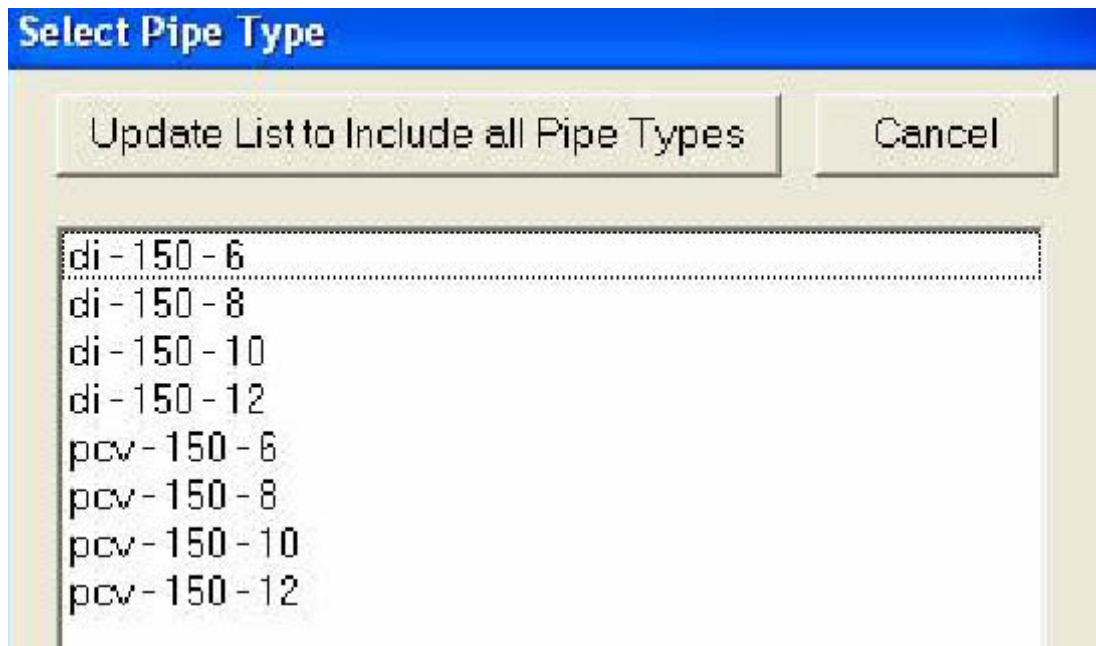 Select Pipe Type
Update List to Include all Pipe Types Cancel
di - 150 - 6
di - 150 - 8
di - 150 - 10
di - 150 - 12
pcv - 150 - 6
pcv - 150 - 8
pcv - 150 - 10
pcv - 150 - 12